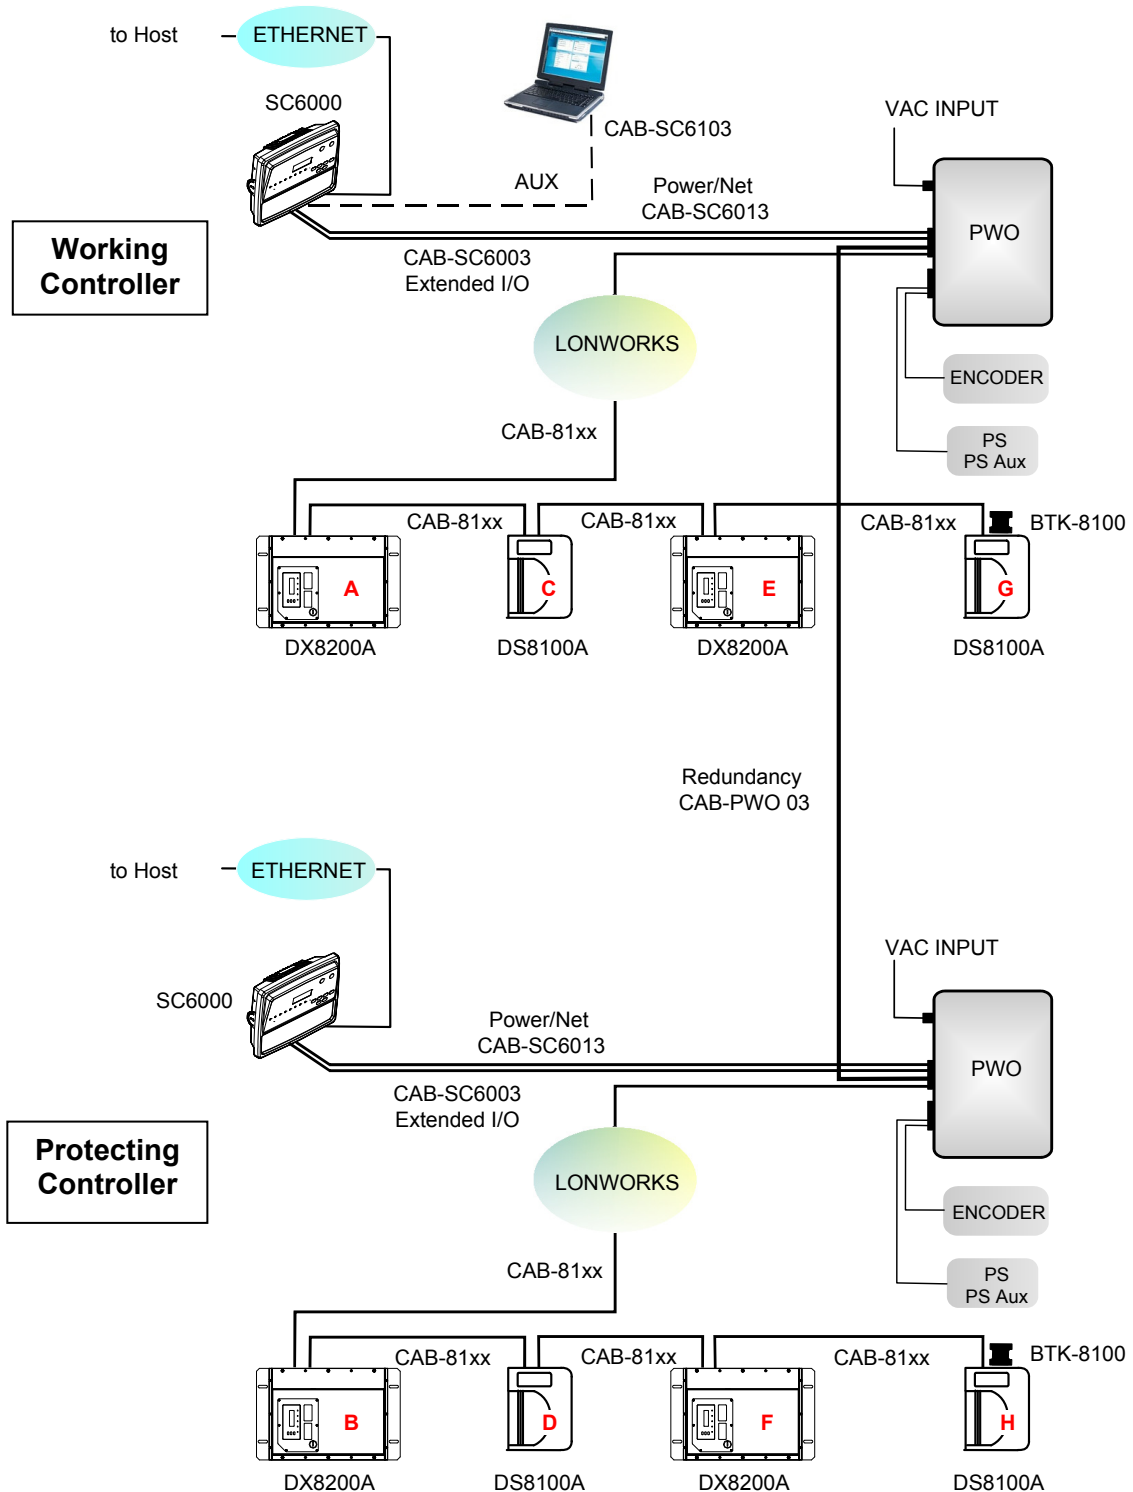 to Host
ETHERNET
SC6000
CAB-SC6103
VAC INPUT
AUX
Power/Net
CAB-SC6013
PWO
Working
Controller
CAB-SC6003
Extended I/O
LONWORKS
ENCODER
PS
PS Aux
CAB-81xx
CAB-81xx
CAB-81xx
CAB-81xx
BTK-8100
A
C
E
G
DX8200A
DS8100A
DX8200A
DS8100A
Redundancy
CAB-PWO 03
to Host
ETHERNET
VAC INPUT
SC6000
Power/Net
CAB-SC6013
PWO
CAB-SC6003
Extended I/O
Protecting
Controller
LONWORKS
ENCODER
CAB-81xx
PS
PS Aux
CAB-81xx
CAB-81xx
CAB-81xx
BTK-8100
B
D
F
H
DX8200A
DS8100A
DX8200A
DS8100A